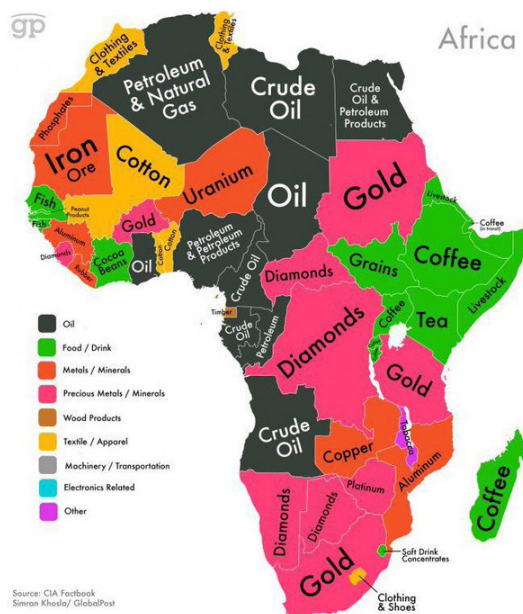 gp
Africa
Clothing
& Textiles
Clothing
& Textiles
Petroleum
& Natural
Gas
Crude
Oil
Crude
Oil &
Petroleum
Products
Phosphates
Iron
Ore
Cotton
Uranium
Oil
Gold
Livestock
Fish
Fish
Peanut
Products
Gold
Aluminum
Diamonds
Rubber
Cocoa
Beans
Oil
Cotton
Cotton
Petroleum
& Petroleum
Products
Crude Oil
Diamonds
Grains
Coffee
Coffee
(in transit)
Livestock
Timber
Crude
Oil
Petroleum
Diamonds
Coffee
Tea
Gold
Crude
Oil
Copper
Tobacco
Aluminum
Coffee
Diamonds
Diamonds
Platinum
Gold
Soft Drink
Concentrates
Clothing
& Shoes
Oil
Food / Drink
Metals / Minerals
Precious Metals / Minerals
Wood Products
Textile / Apparel
Machinery / Transportation
Electronics Related
Other
Source: CIA Factbook
Simran Khosla/ GlobalPost